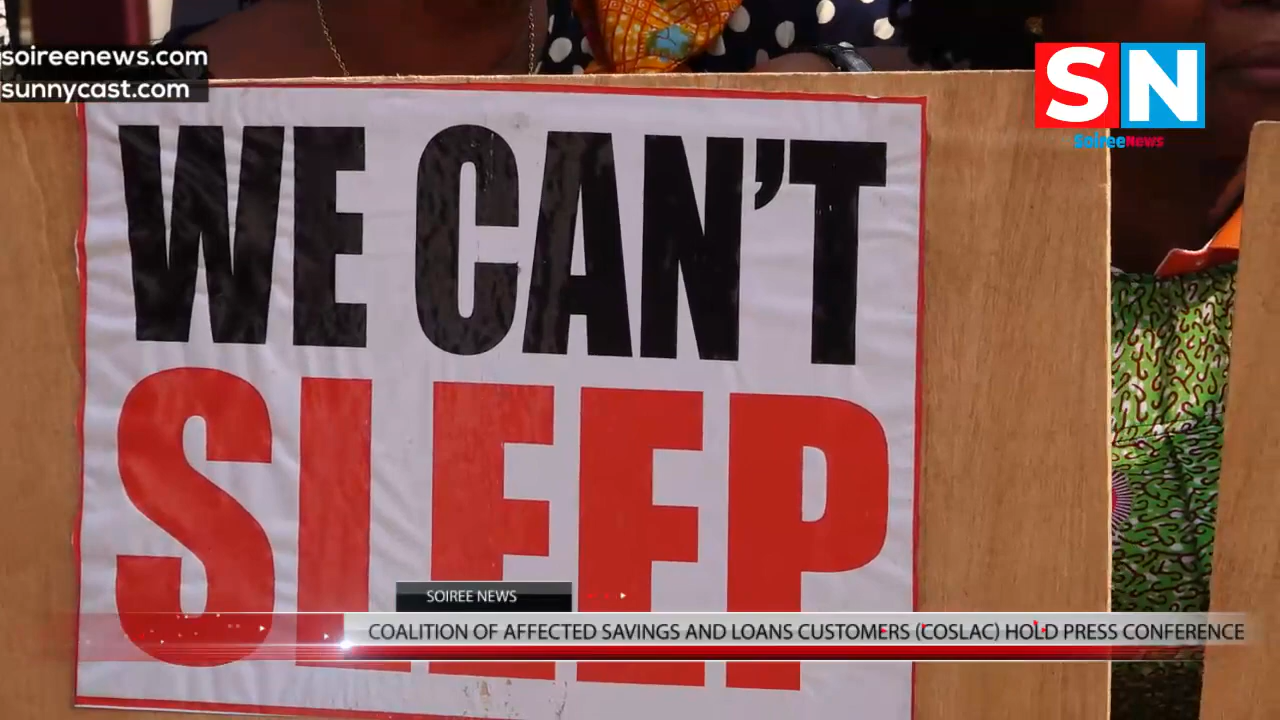 soireenews.com
sunnycast.com
SN
SoireeNews
WE CAN'T
SLEEP
SOIREE NEWS
COALITION OF AFFECTED SAVINGS AND LOANS CUSTOMERS (COSLAC) HOLD PRESS CONFERENCE